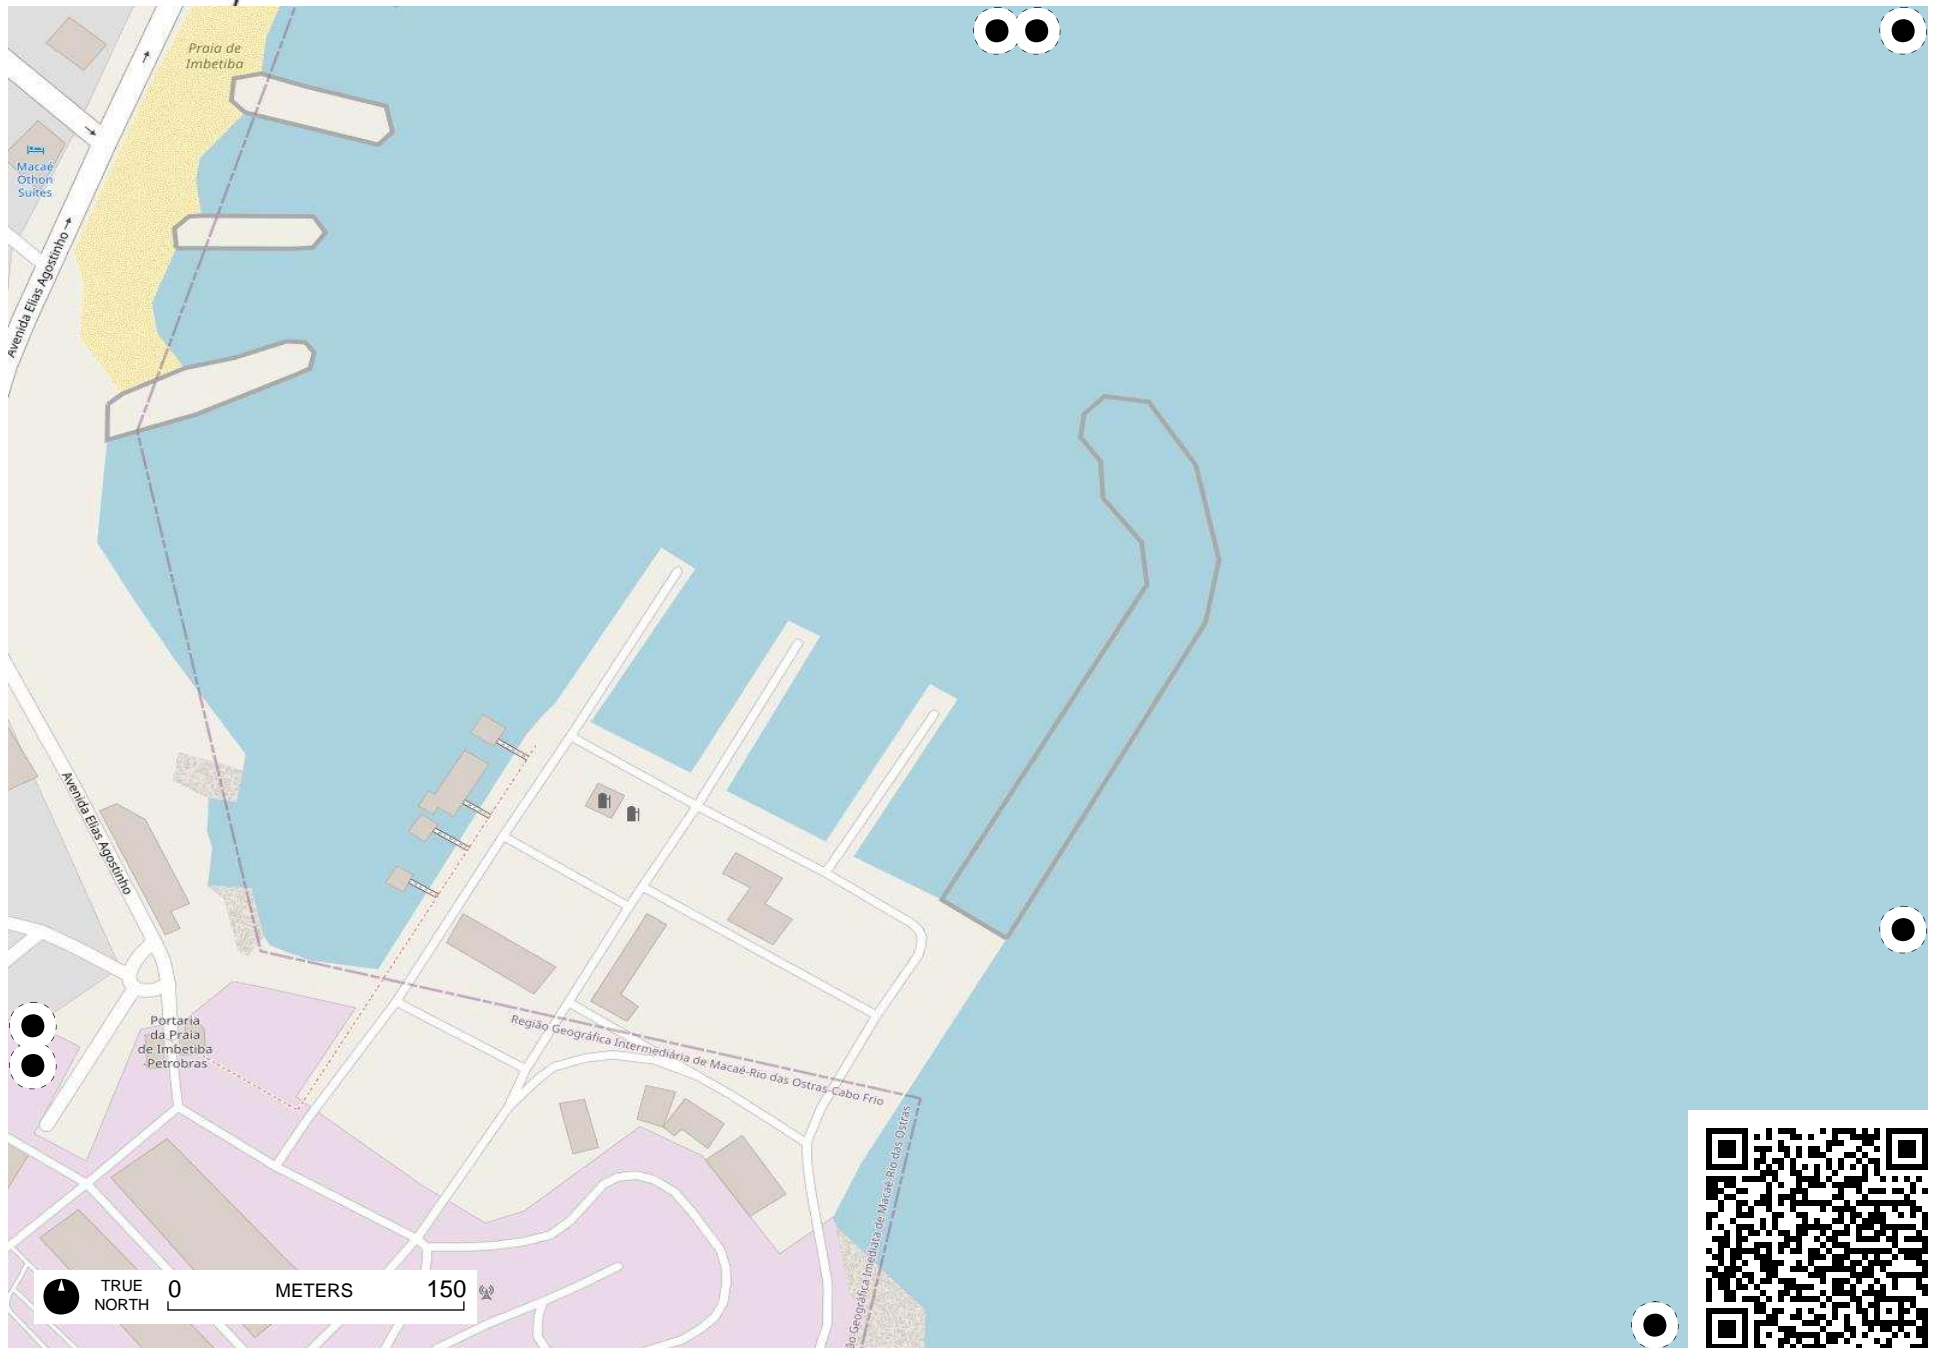 Praia de
Imbetiba
Macaé
Othon
Suites
Avenida Elias Agostinho
Avenida Elias Agostinho
Portaria
da Praia
de Imbetiba
-Petrobras
Região Geográfica Intermediária de Macaé-Rio das Ostras-Cabo Frio
ão Geográfica Imediata de Macaé-Rio das Ostras
TRUE
NORTH
0 METERS 150